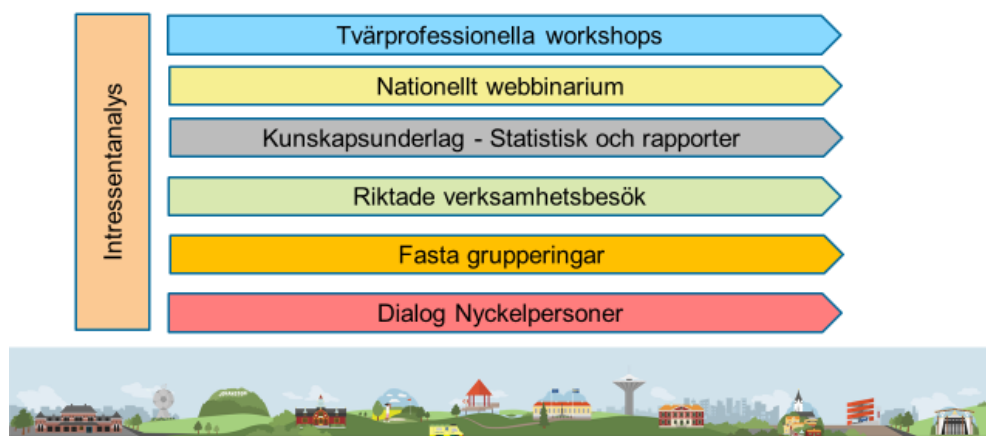 Intressentanalys
Tvärprofessionella workshops
Nationellt webbinarium
Kunskapsunderlag - Statistisk och rapporter
Riktade verksamhetsbesök
Fasta grupperingar
Dialog Nyckelpersoner